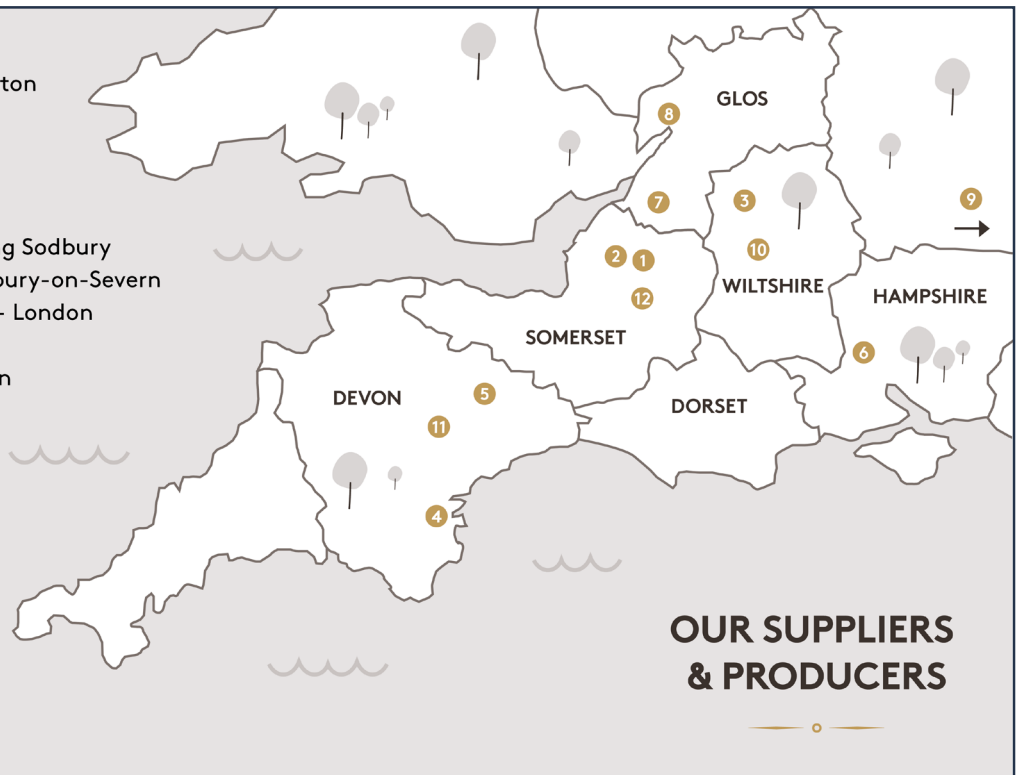 ton
GLOS
8
7
3
9
g Sodbury
10
2
1
bury-on-Severn
WILTSHIRE
HAMPSHIRE
12
- London
SOMERSET
6
n
5
DEVON
DORSET
11
4
OUR SUPPLIERS
& PRODUCERS